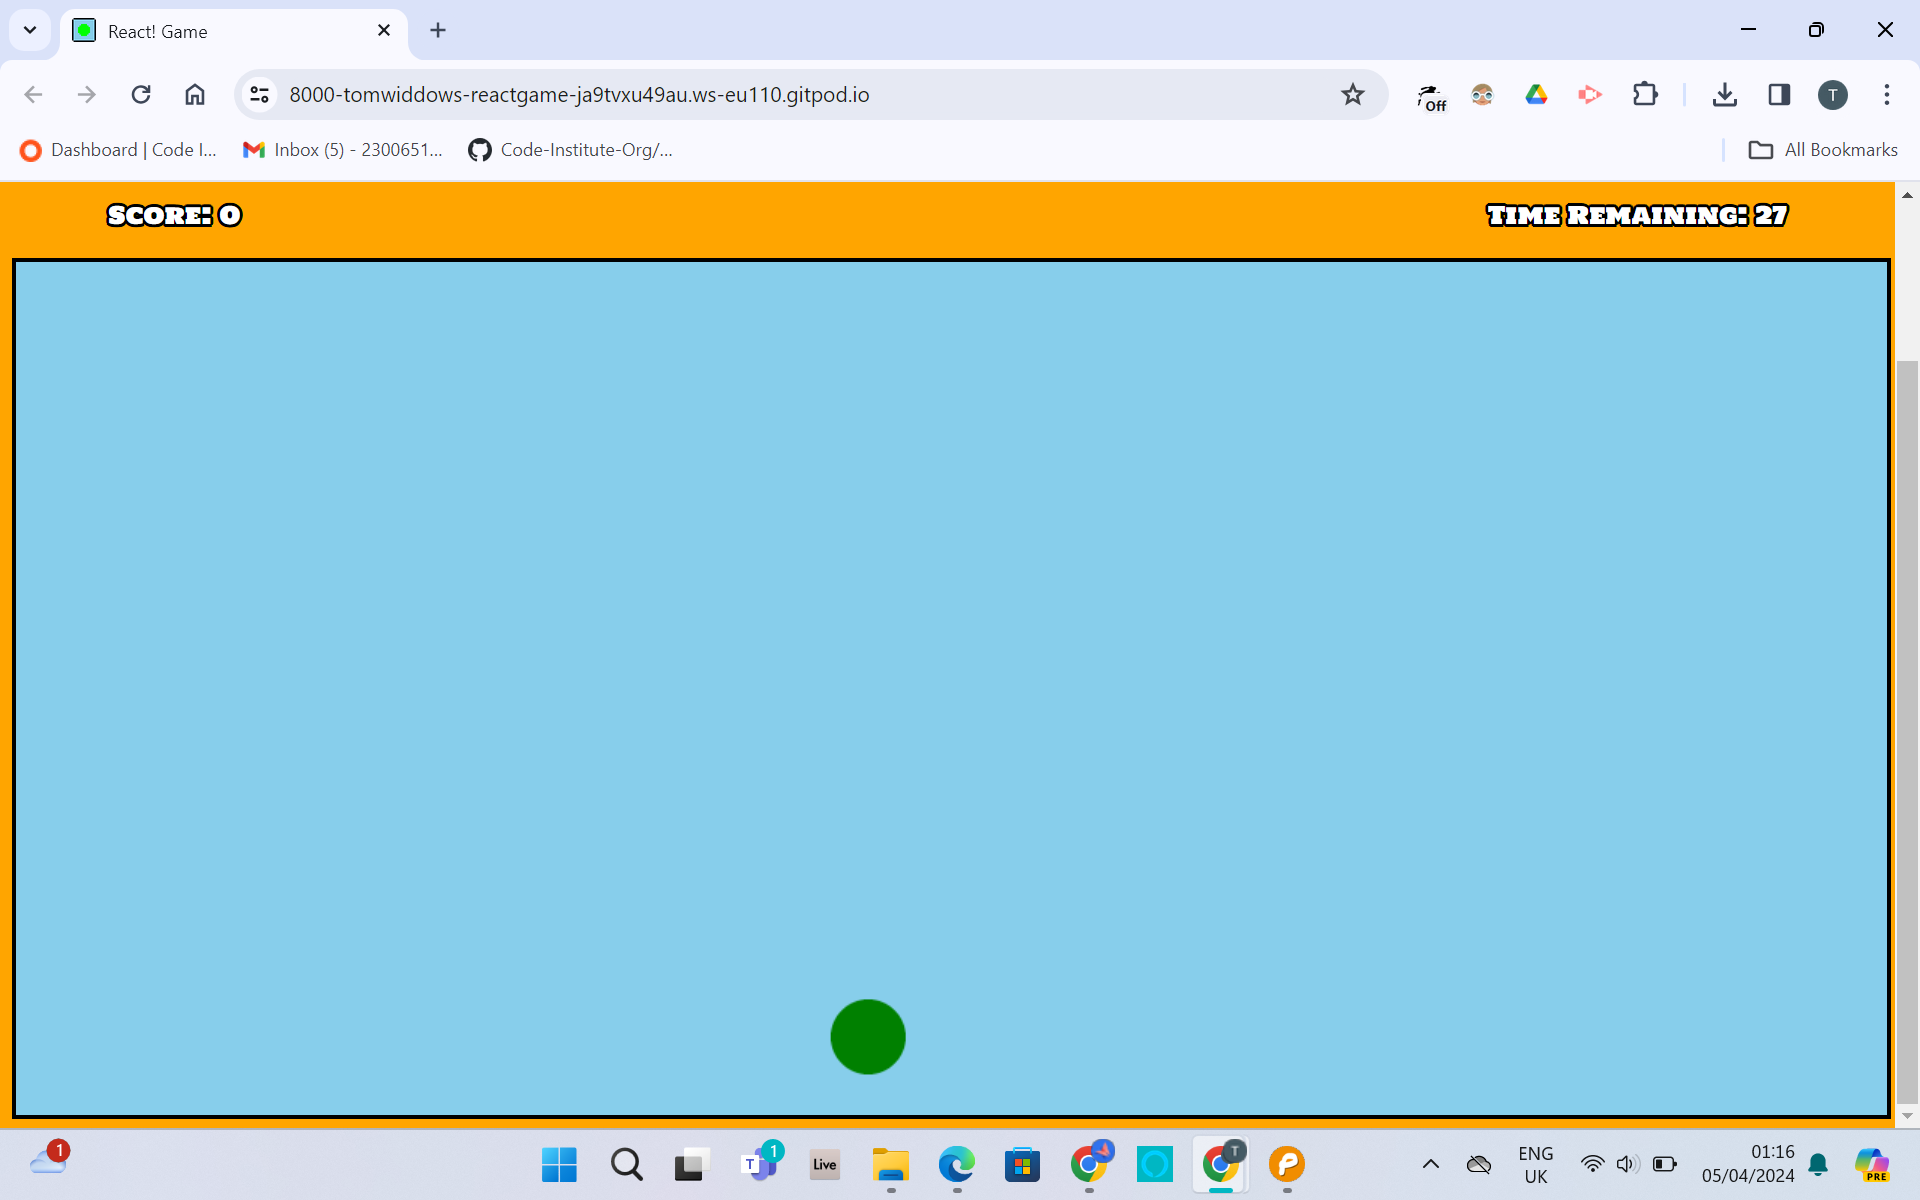 React! Game
8000-tomwiddows-reactgame-ja9tvxu49au.ws-eu110.gitpod.io
Off
T
Dashboard | Code I...
Inbox (5) - 2300651...
Code-Institute-Org/...
All Bookmarks
Score: 0
Time Remaining: 27
1
T
1
Live
T
ENG
UK
01:16
05/04/2024
PRE